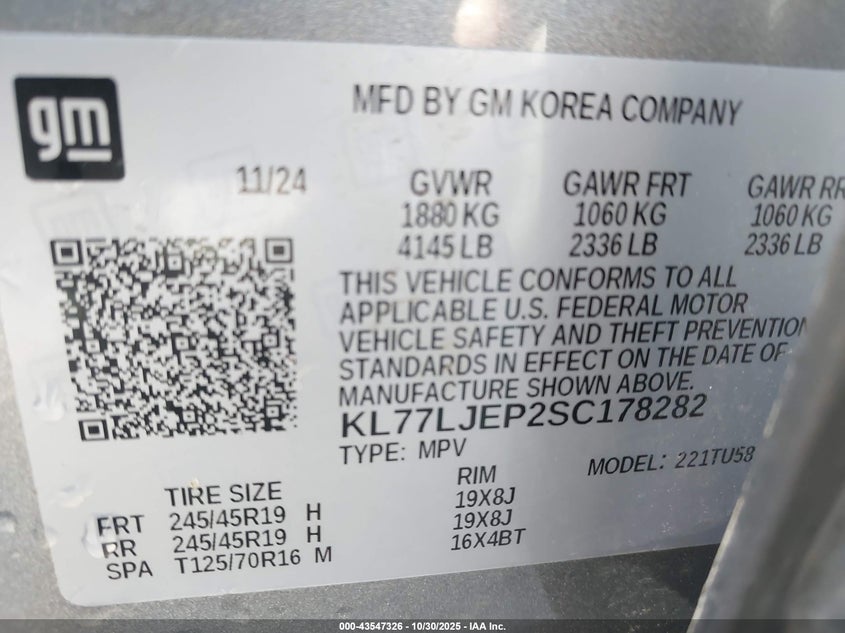 gm
MFD BY GM KOREA COMPANY
11/24
GVWR GAWR FRT GAWR RR
1880 KG 1060 KG 1060 KG
4145 LB 2336 LB 2336 LB
THIS VEHICLE CONFORMS TO ALL
APPLICABLE U.S. FEDERAL MOTOR
VEHICLE SAFETY AND THEFT PREVENTION
STANDARDS IN EFFECT ON THE DATE OF
MANUFACTURE SHOWN ABOVE.
KL77LJEP2SC178282
TYPE: MPV MODEL: 221TU58
TIRE SIZE RIM
FRT 245/45R19 H 19X8J
RR 245/45R19 H 19X8J
SPA T125/70R16 M 16X4BT
000-43547326 - 10/30/2025 - IAA Inc.